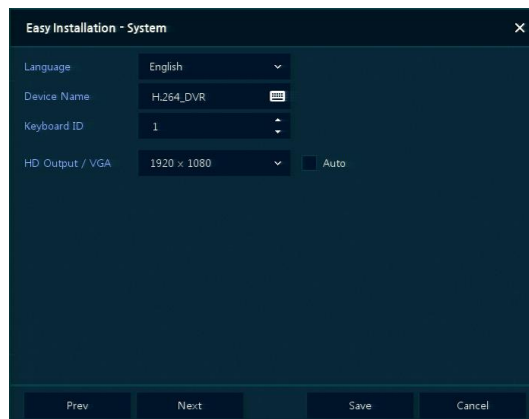 Easy Installation - System
Language English
Device Name H.264_DVR
Keyboard ID 1
HD Output / VGA 1920 x 1080 Auto
Prev Next Save Cancel